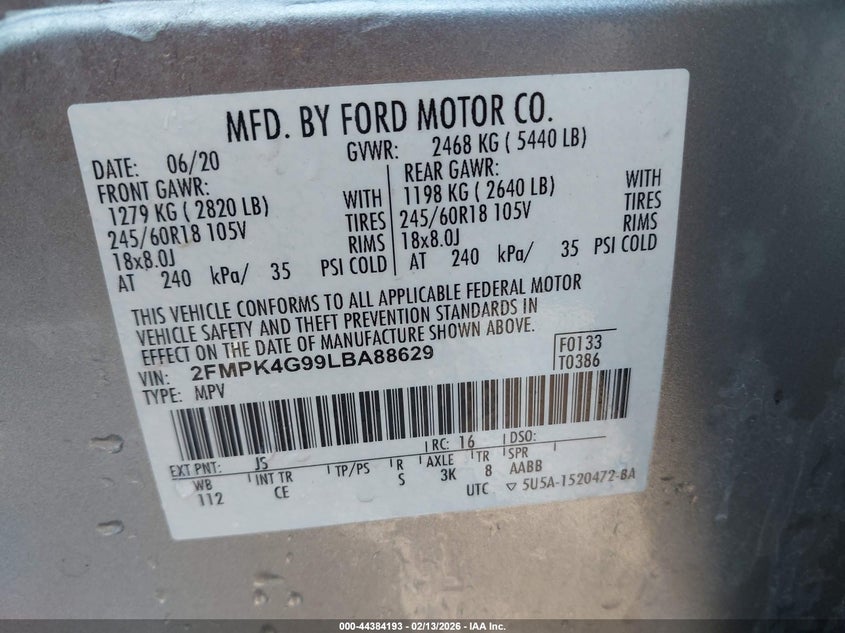 MFD. BY FORD MOTOR CO.
DATE: 06/20 GVWR: 2468 KG ( 5440 LB)
FRONT GAWR: REAR GAWR:
1279 KG ( 2820 LB) WITH 1198 KG ( 2640 LB) WITH
245/60R18 105V TIRES 245/60R18 105V TIRES
18x8.0J RIMS 18x8.0J RIMS
AT 240 kPa/ 35 PSI COLD AT 240 kPa/ 35 PSI COLD
THIS VEHICLE CONFORMS TO ALL APPLICABLE FEDERAL MOTOR
VEHICLE SAFETY AND THEFT PREVENTION STANDARDS IN
EFFECT ON THE DATE OF MANUFACTURE SHOWN ABOVE.
VIN: 2FMPK4G99LBA88629 F0133
TYPE: MPV T0386
EXT PNT: JS RC: 16 DSO:
WB INT TR TP/PS R AXLE TR SPR
112 CE S 3K 8 AABB
UTC ▽ 5U5A-1520472-BA
000-44384193 - 02/13/2026 - IAA Inc.